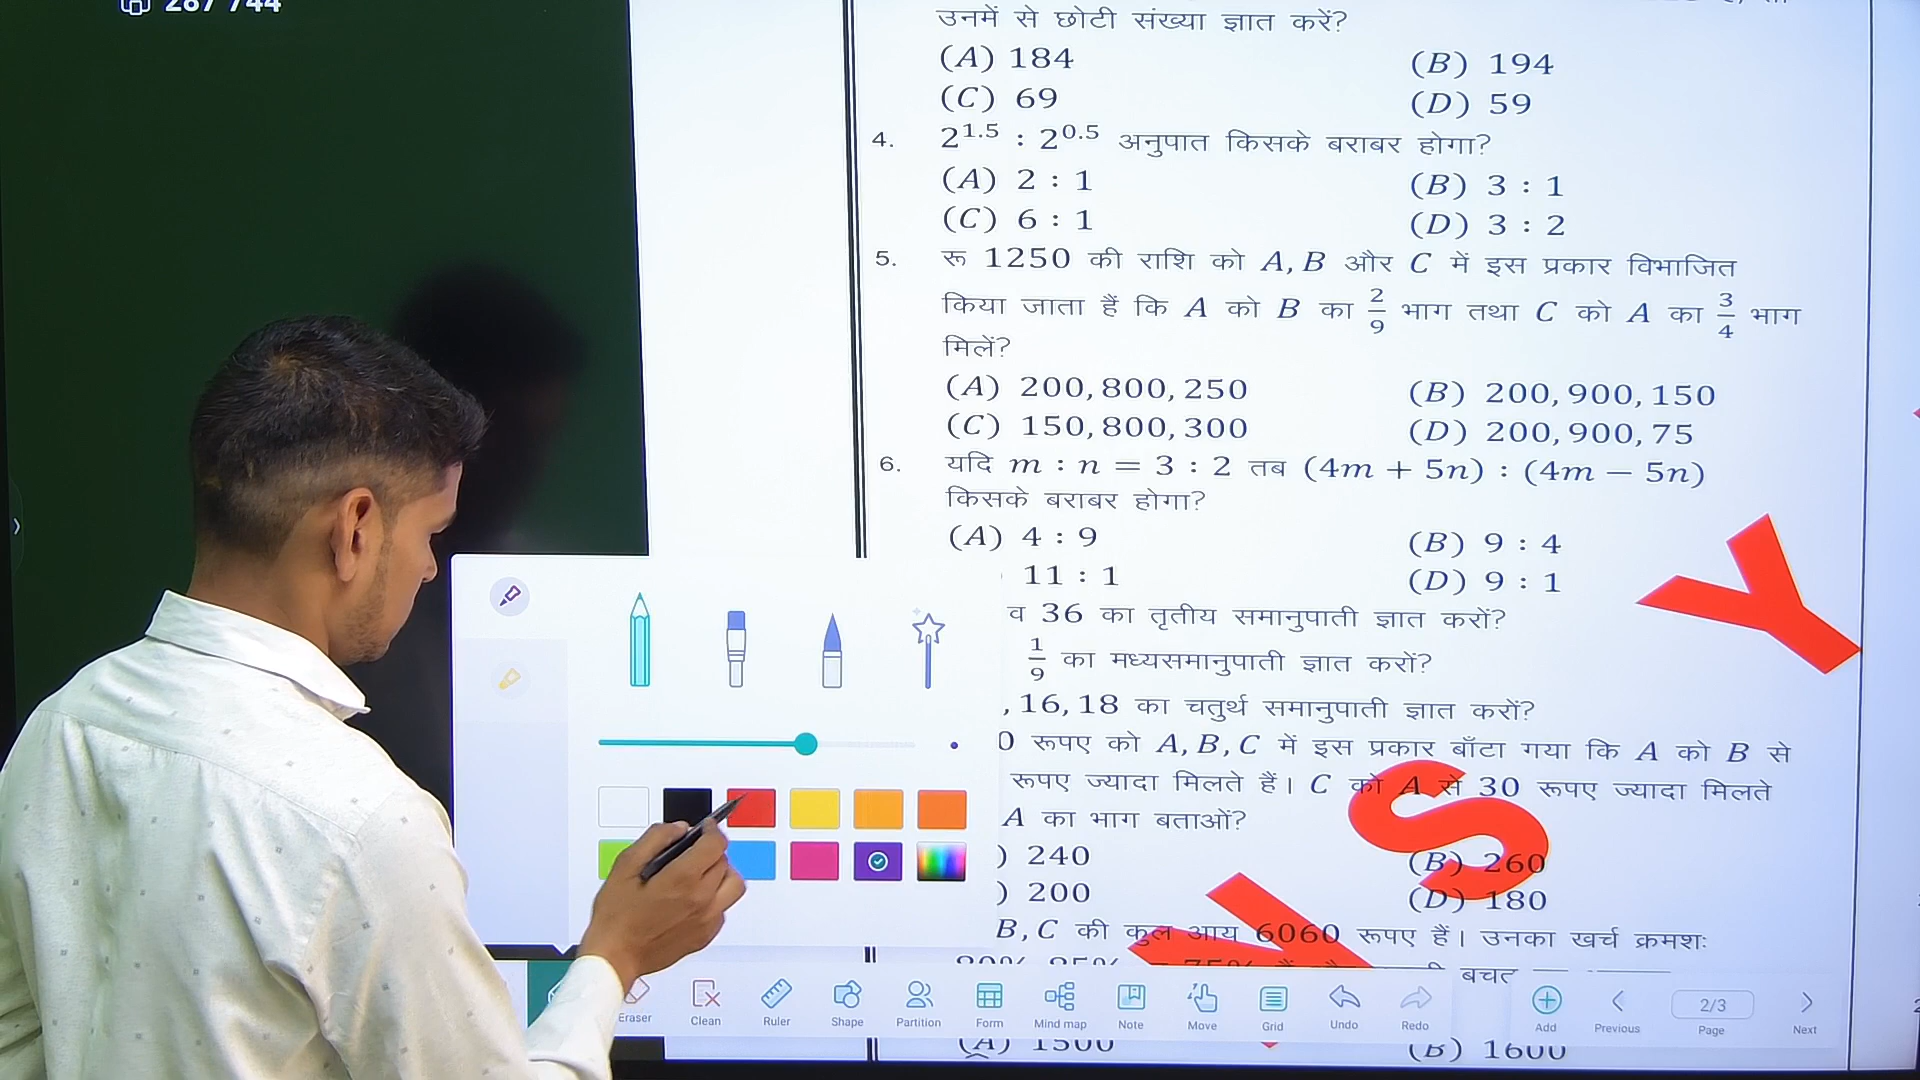 287 744
उनमें से छोटी संख्या ज्ञात करें?
(A) 184 (B) 194
(C) 69 (D) 59
4. 2^1.5 : 2^0.5 अनुपात किसके बराबर होगा?
(A) 2 : 1 (B) 3 : 1
(C) 6 : 1 (D) 3 : 2
5. रू 1250 की राशि को A, B और C में इस प्रकार विभाजित
किया जाता हैं कि A को B का 2/9 भाग तथा C को A का 3/4 भाग
मिलें?
(A) 200, 800, 250 (B) 200, 900, 150
(C) 150, 800, 300 (D) 200, 900, 75
6. यदि m : n = 3 : 2 तब (4m + 5n) : (4m − 5n)
किसके बराबर होगा?
(A) 4 : 9 (B) 9 : 4
11 : 1 (D) 9 : 1
व 36 का तृतीय समानुपाती ज्ञात करों?
1/9 का मध्यसमानुपाती ज्ञात करों?
, 16, 18 का चतुर्थ समानुपाती ज्ञात करों?
0 रूपए को A, B, C में इस प्रकार बाँटा गया कि A को B से
रूपए ज्यादा मिलते हैं। C को A से 30 रूपए ज्यादा मिलते
A का भाग बताओं?
) 240 (B) 260
) 200 (D) 180
B, C की कुल आय 6060 रूपए हैं। उनका खर्च क्रमशः
बचत
Eraser Clean Ruler Shape Partition Form Mind map Note Move Grid Undo Redo Add Previous 2/3 Page Next
(A) 1500 (B) 1600
Y
S